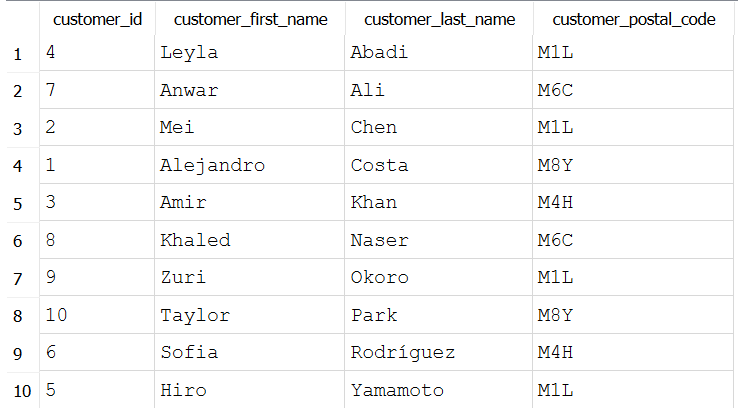 customer_id customer_first_name customer_last_name customer_postal_code
1 4 Leyla Abadi M1L
2 7 Anwar Ali M6C
3 2 Mei Chen M1L
4 1 Alejandro Costa M8Y
5 3 Amir Khan M4H
6 8 Khaled Naser M6C
7 9 Zuri Okoro M1L
8 10 Taylor Park M8Y
9 6 Sofia Rodríguez M4H
10 5 Hiro Yamamoto M1L